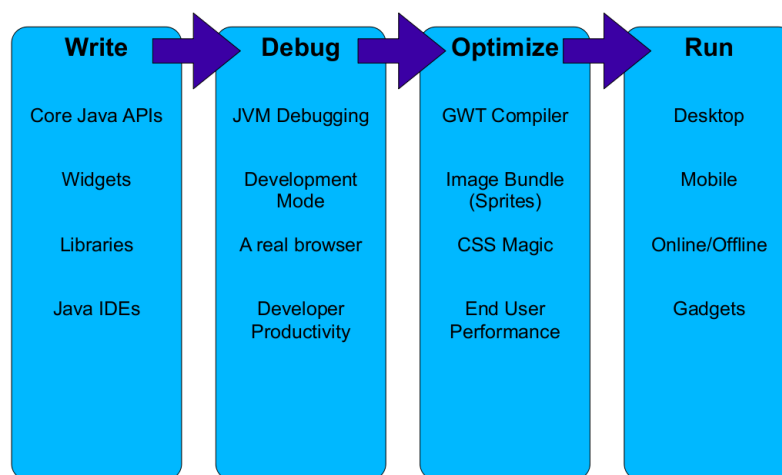 Write
Debug
Optimize
Run
Core Java APIs
Widgets
Libraries
Java IDEs
JVM Debugging
Development
Mode
A real browser
Developer
Productivity
GWT Compiler
Image Bundle
(Sprites)
CSS Magic
End User
Performance
Desktop
Mobile
Online/Offline
Gadgets